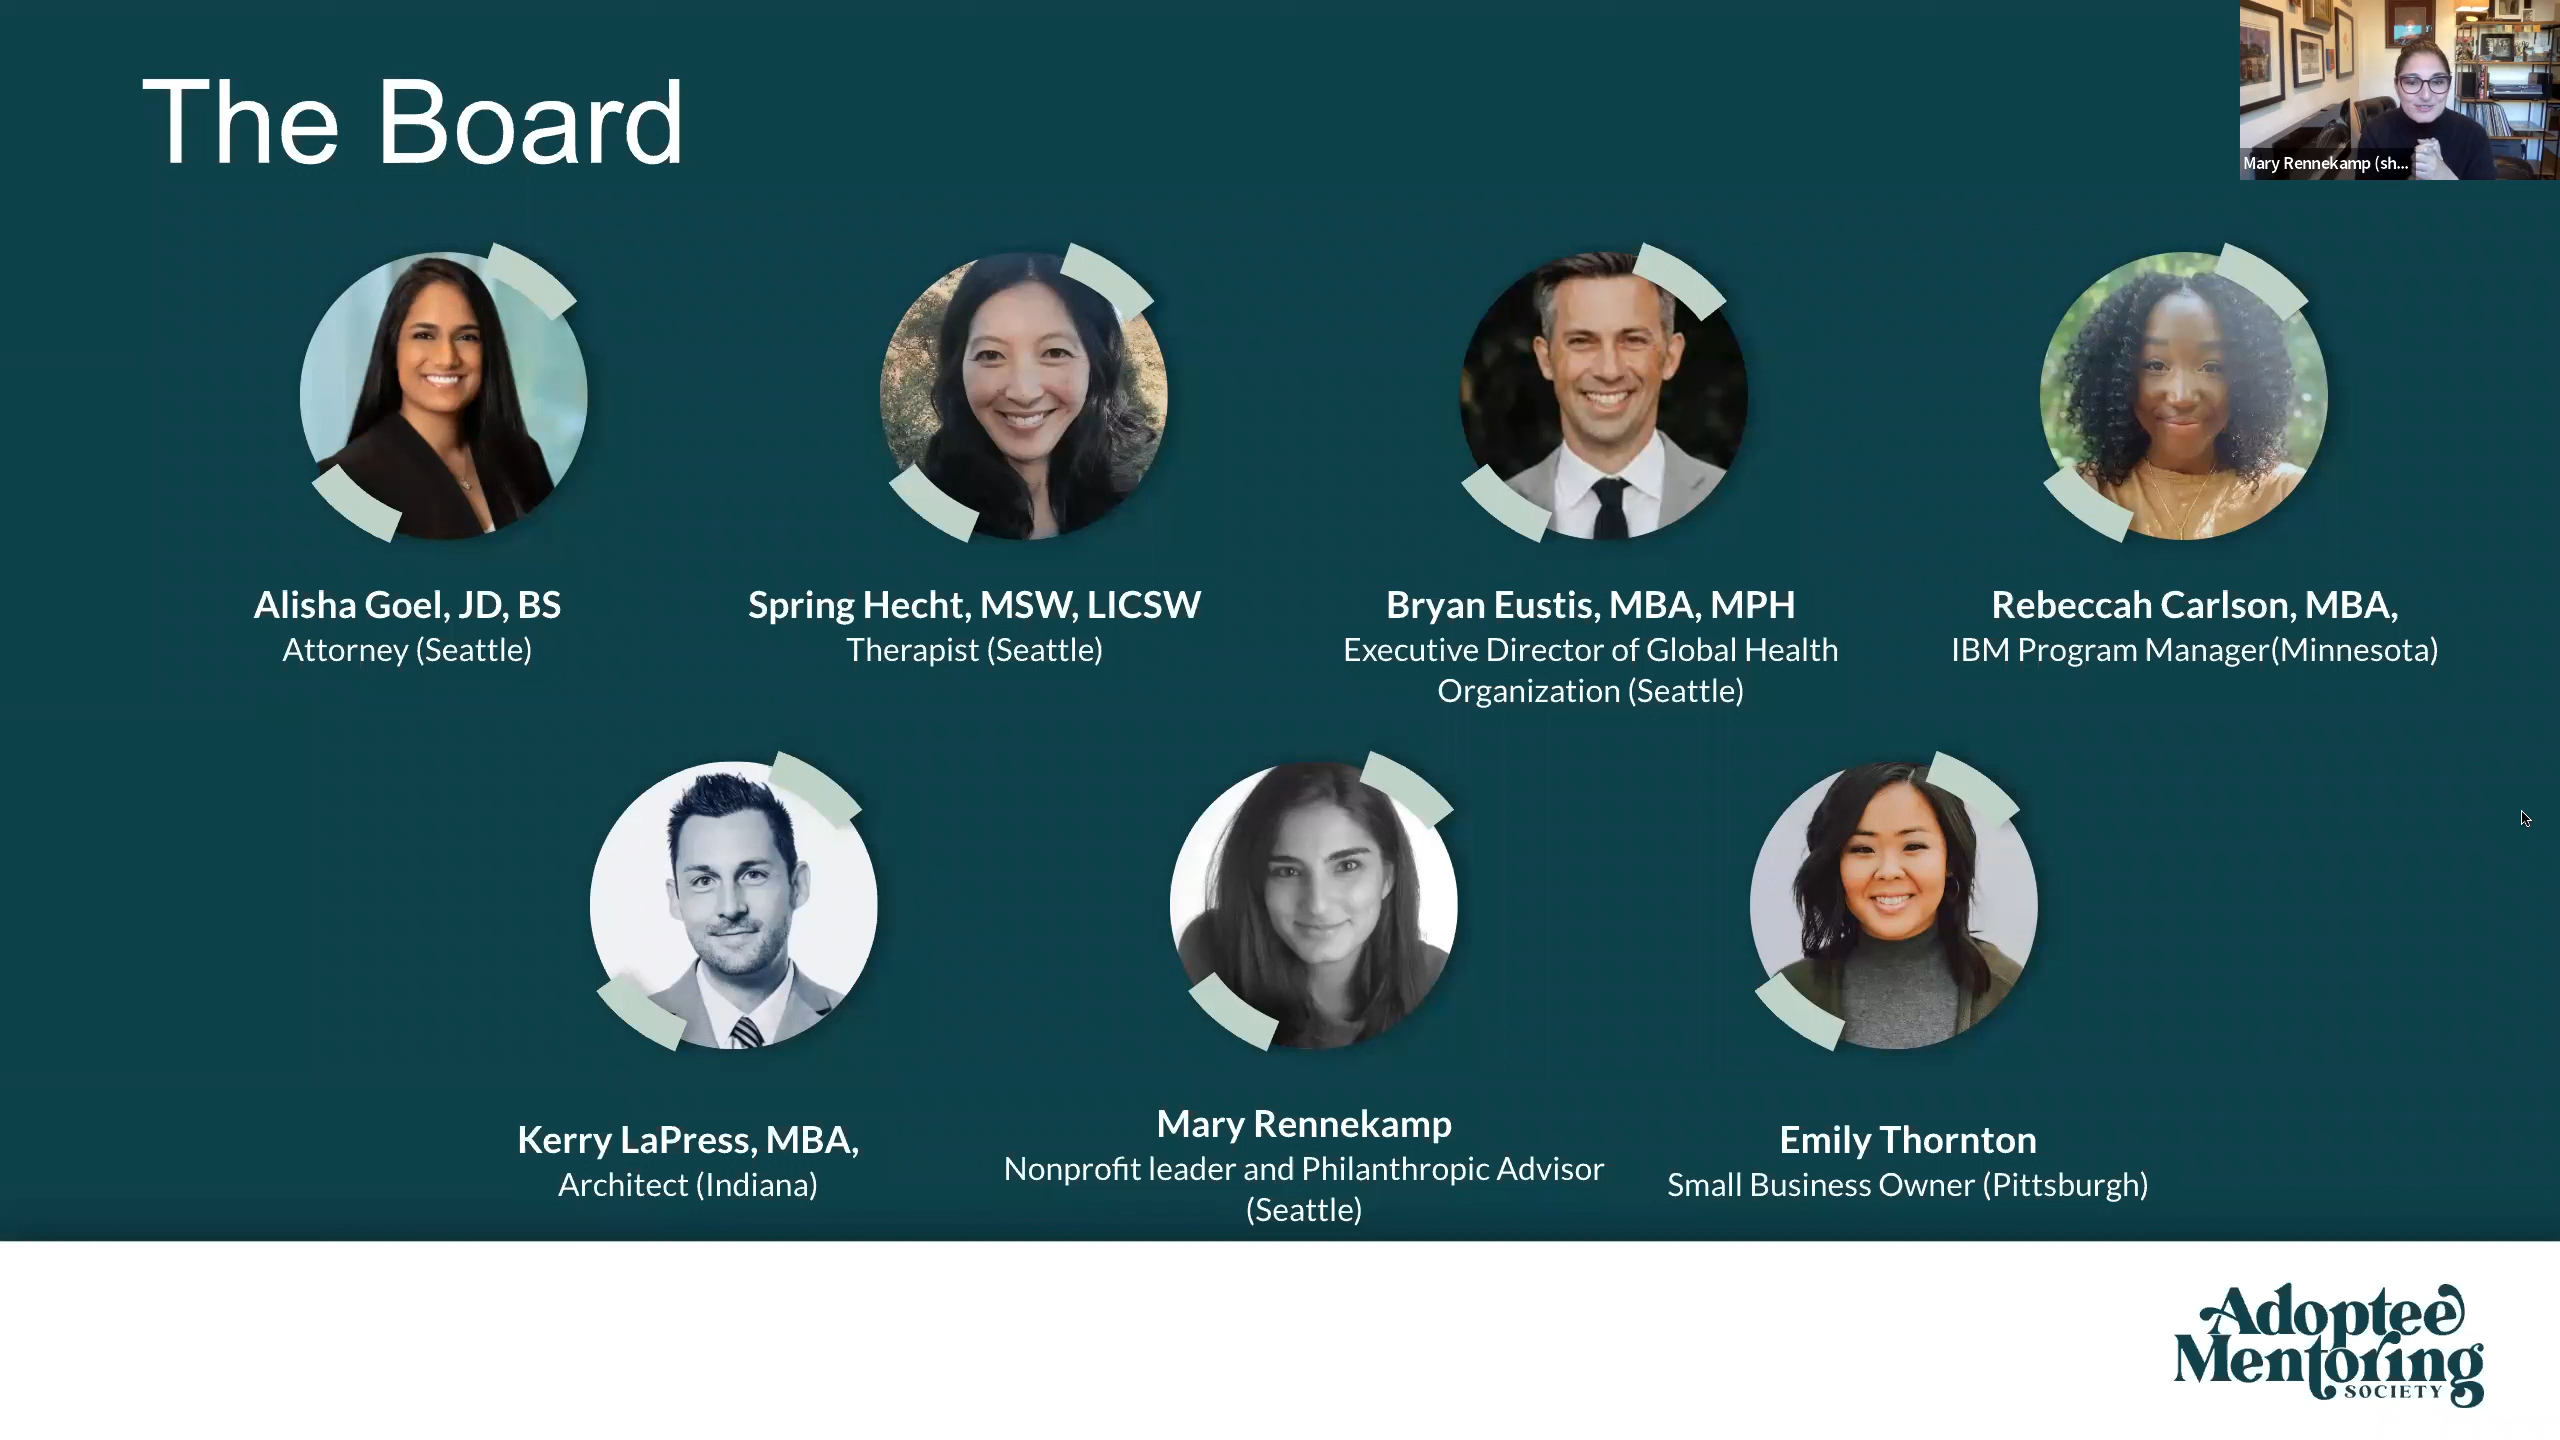 The Board
Mary Rennekamp (sh...
Alisha Goel, JD, BS
Attorney (Seattle)
Spring Hecht, MSW, LICSW
Therapist (Seattle)
Bryan Eustis, MBA, MPH
Executive Director of Global Health
Organization (Seattle)
Rebeccah Carlson, MBA,
IBM Program Manager(Minnesota)
Kerry LaPress, MBA,
Architect (Indiana)
Mary Rennekamp
Nonprofit leader and Philanthropic Advisor
(Seattle)
Emily Thornton
Small Business Owner (Pittsburgh)
Adoptee
Mentoring
SOCIETY